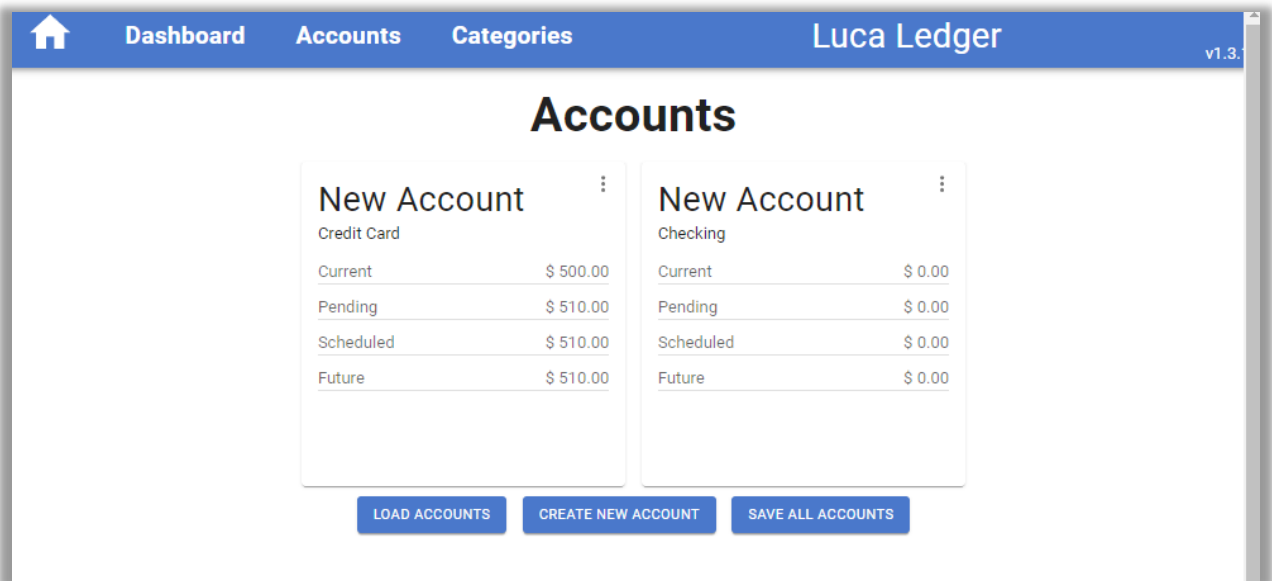 Dashboard Accounts Categories Luca Ledger
v1.3.
Accounts
New Account
Credit Card
Current $ 500.00
Pending $ 510.00
Scheduled $ 510.00
Future $ 510.00
New Account
Checking
Current $ 0.00
Pending $ 0.00
Scheduled $ 0.00
Future $ 0.00
LOAD ACCOUNTS CREATE NEW ACCOUNT SAVE ALL ACCOUNTS